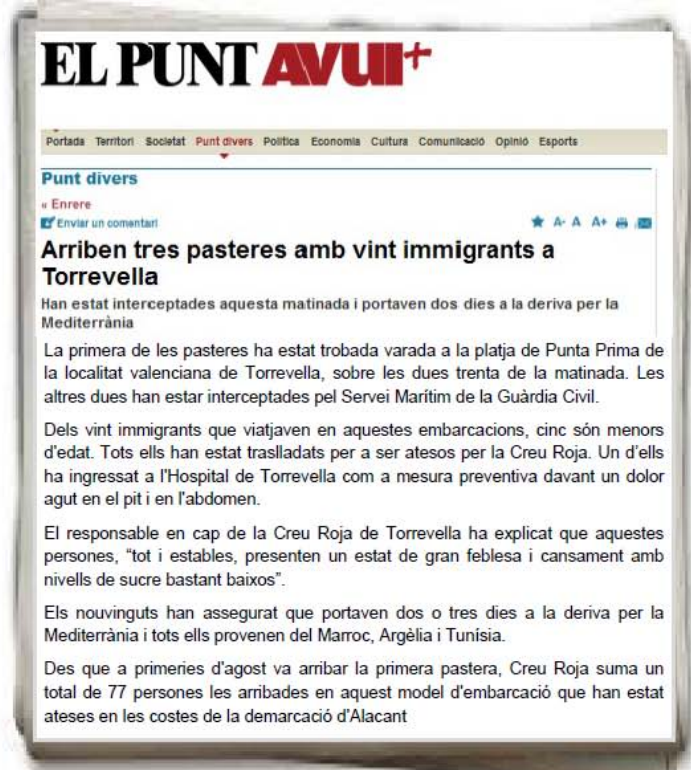 EL PUNT AVUI+
Portada Territori Societat Punt divers Política Economia Cultura Comunicació Opinió Esports
Punt divers
« Enrere
Enviar un comentari A- A A+
Arriben tres pasteres amb vint immigrants a
Torrevella
Han estat interceptades aquesta matinada i portaven dos dies a la deriva per la
Mediterrània
La primera de les pasteres ha estat trobada varada a la platja de Punta Prima de
la localitat valenciana de Torrevella, sobre les dues trenta de la matinada. Les
altres dues han estar interceptades pel Servei Marítim de la Guàrdia Civil.
Dels vint immigrants que viatjaven en aquestes embarcacions, cinc són menors
d'edat. Tots ells han estat traslladats per a ser atesos per la Creu Roja. Un d'ells
ha ingressat a l'Hospital de Torrevella com a mesura preventiva davant un dolor
agut en el pit i en l'abdomen.
El responsable en cap de la Creu Roja de Torrevella ha explicat que aquestes
persones, “tot i estables, presenten un estat de gran feblesa i cansament amb
nivells de sucre bastant baixos”.
Els nouvinguts han assegurat que portaven dos o tres dies a la deriva per la
Mediterrània i tots ells provenen del Marroc, Argèlia i Tunísia.
Des que a primeries d'agost va arribar la primera pastera, Creu Roja suma un
total de 77 persones les arribades en aquest model d'embarcació que han estat
ateses en les costes de la demarcació d'Alacant